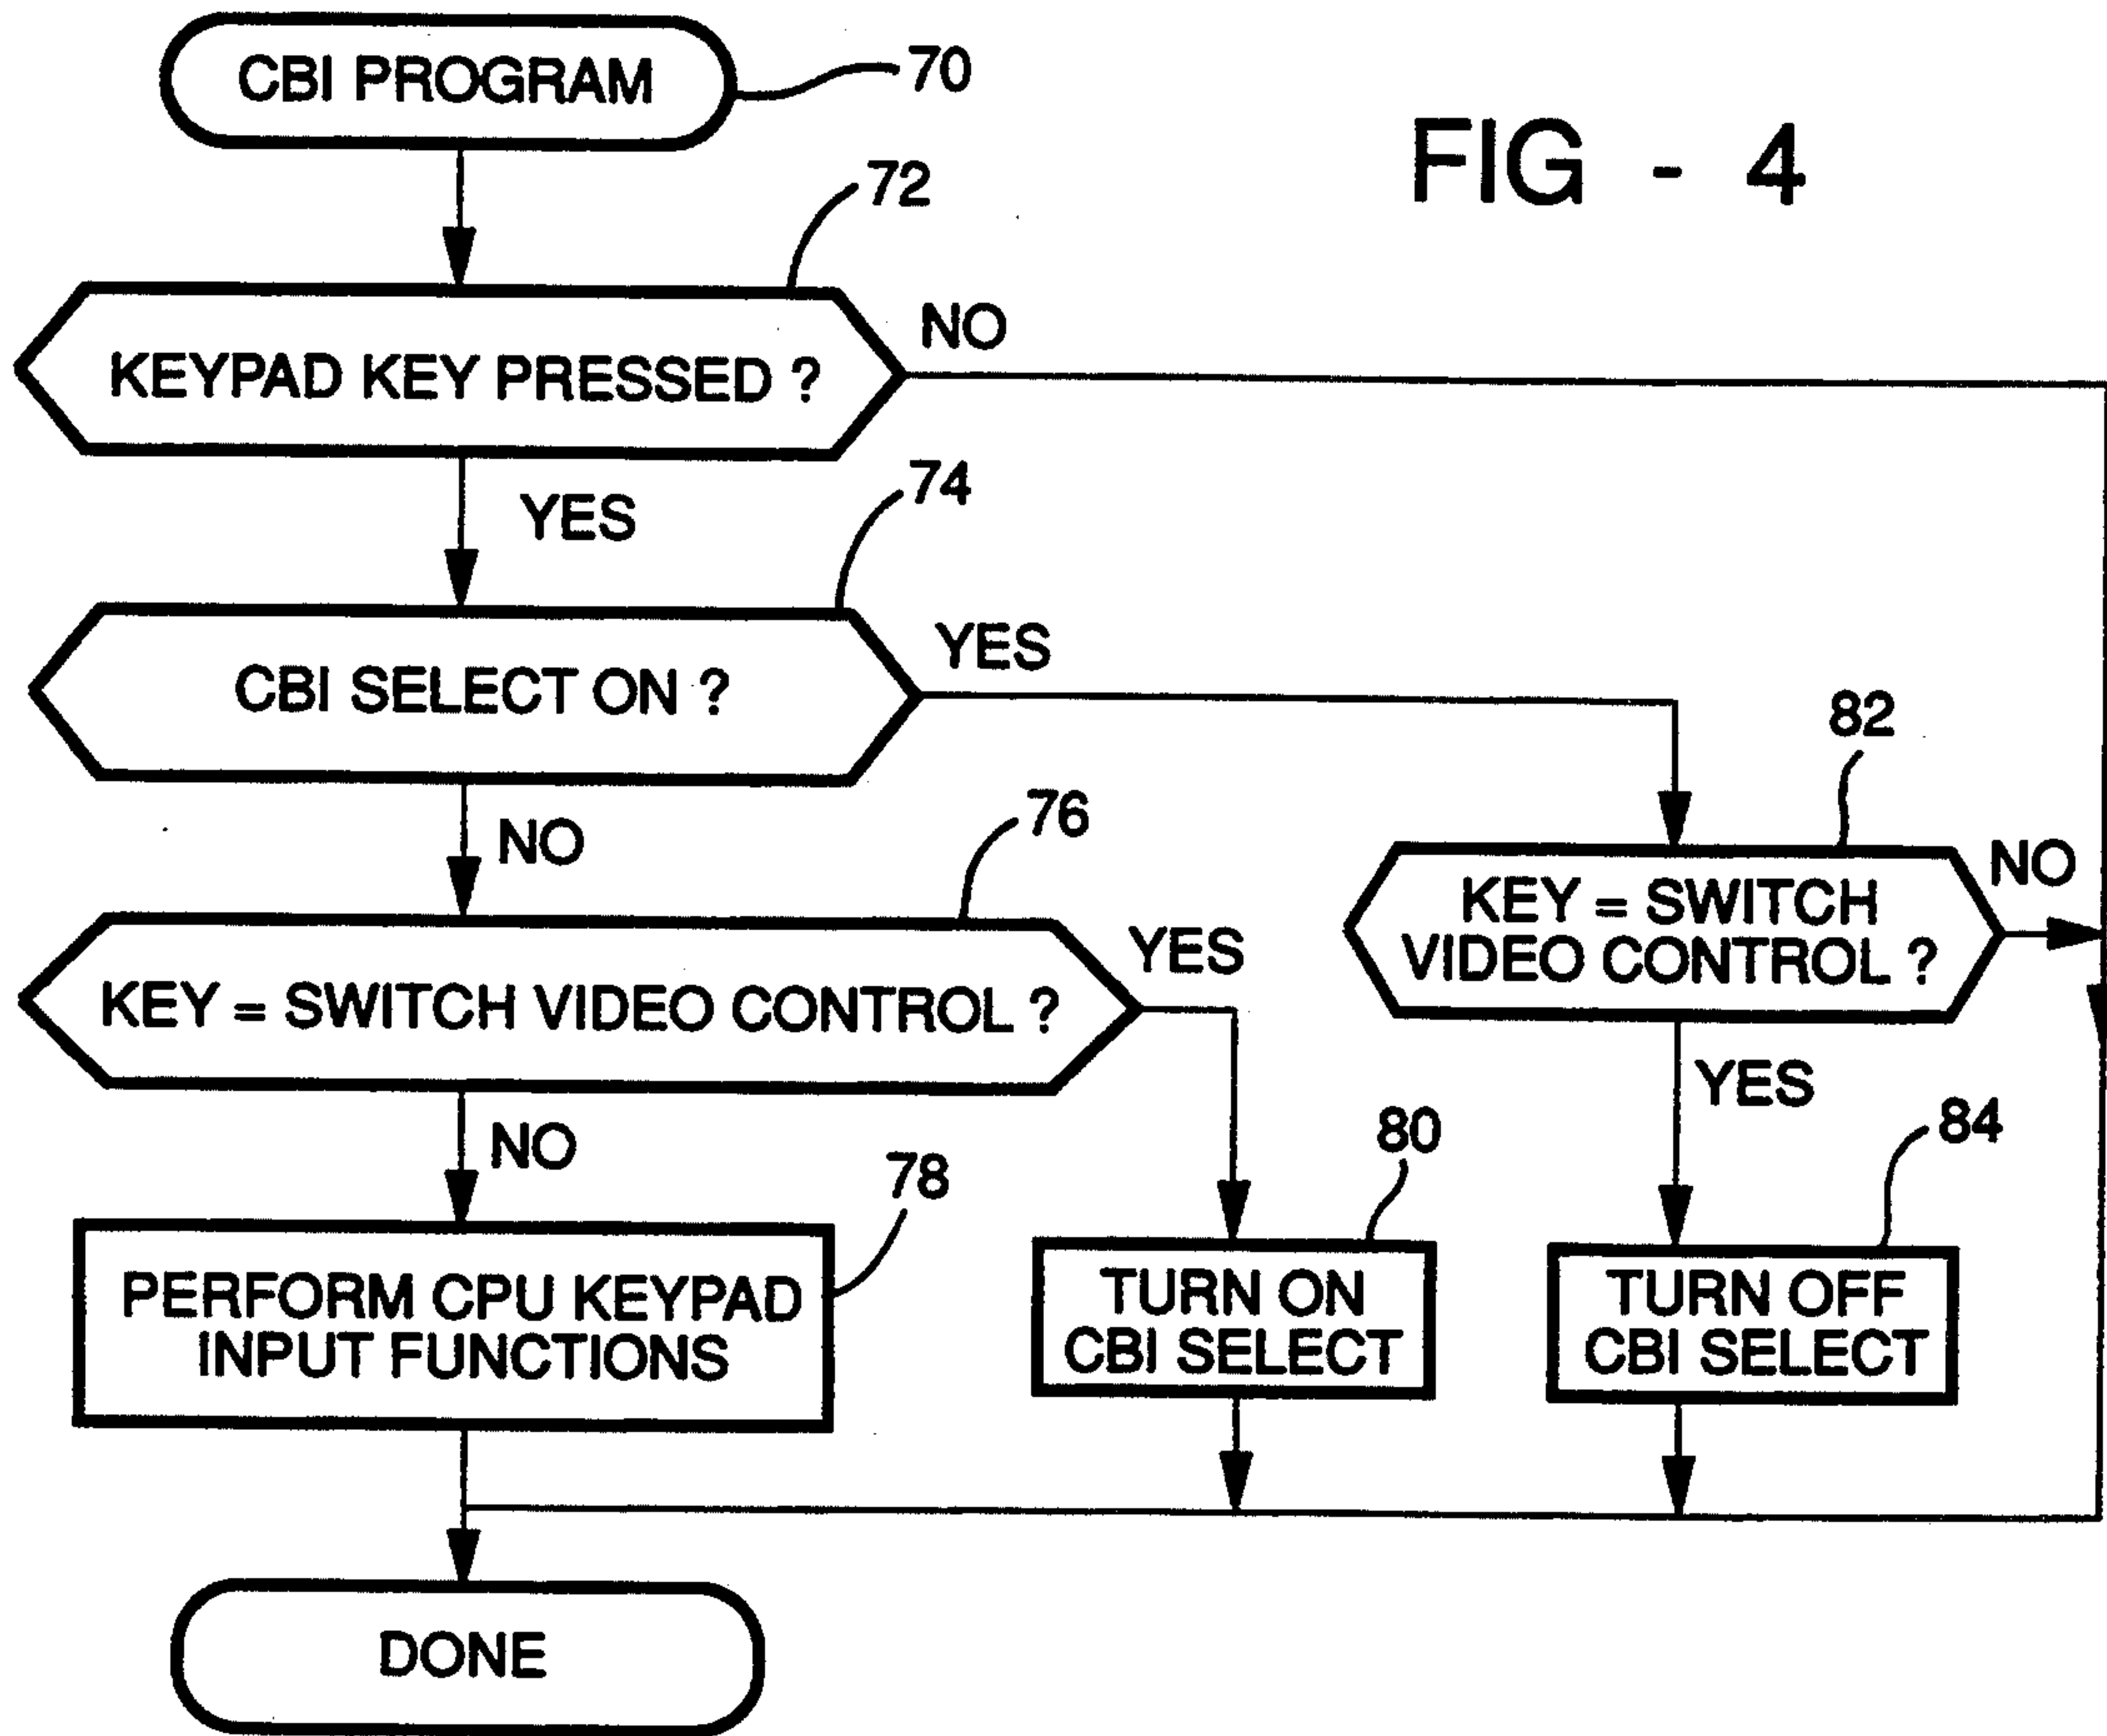 CBI PROGRAM
70
FIG - 4
72
KEYPAD KEY PRESSED ?
NO
YES
74
CBI SELECT ON ?
YES
82
NO
76
KEY = SWITCH
VIDEO CONTROL ?
NO
KEY = SWITCH VIDEO CONTROL ?
YES
YES
NO
78
80
84
PERFORM CPU KEYPAD
INPUT FUNCTIONS
TURN ON
CBI SELECT
TURN OFF
CBI SELECT
DONE